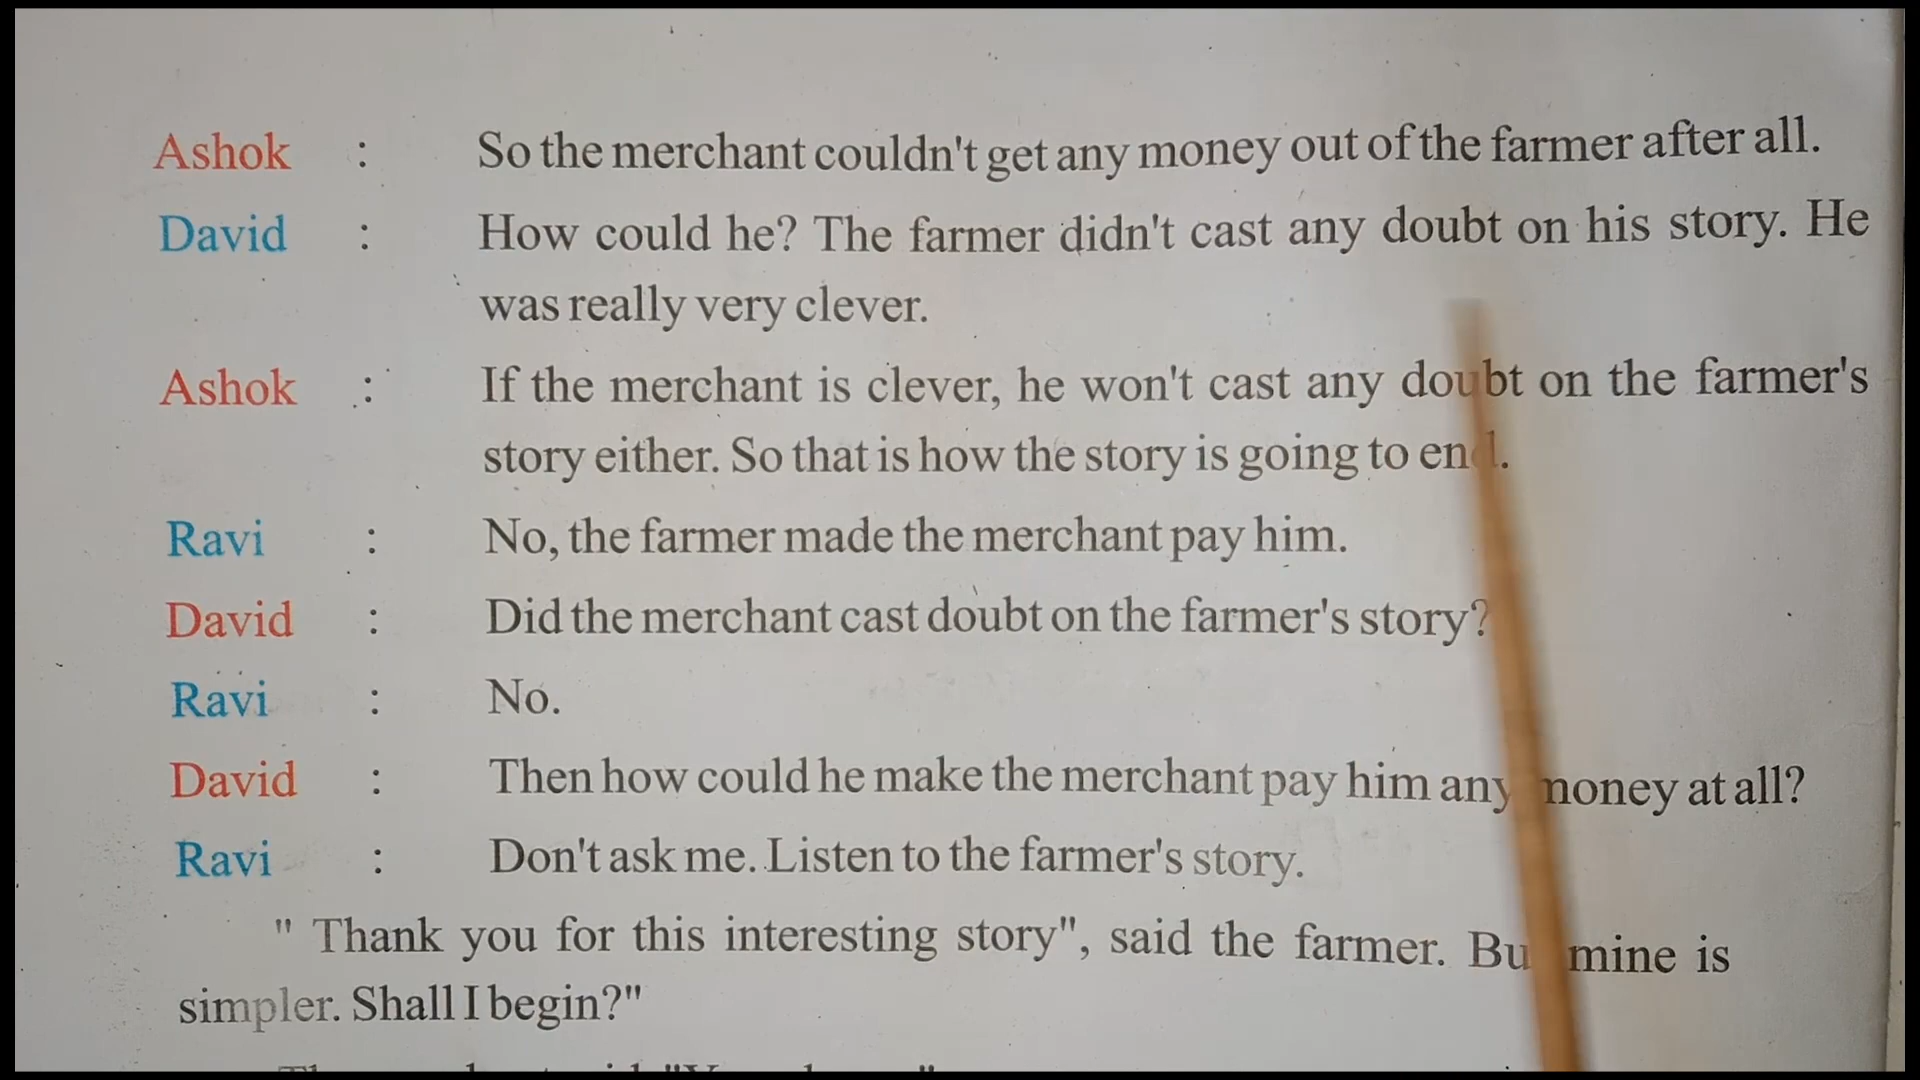 Ashok : So the merchant couldn't get any money out of the farmer after all.
David : How could he? The farmer didn't cast any doubt on his story. He
was really very clever.
Ashok : If the merchant is clever, he won't cast any doubt on the farmer's
story either. So that is how the story is going to end.
Ravi : No, the farmer made the merchant pay him.
David : Did the merchant cast doubt on the farmer's story?
Ravi : No.
David : Then how could he make the merchant pay him any money at all?
Ravi : Don't ask me. Listen to the farmer's story.
" Thank you for this interesting story", said the farmer. But mine is
simpler. Shall I begin?"